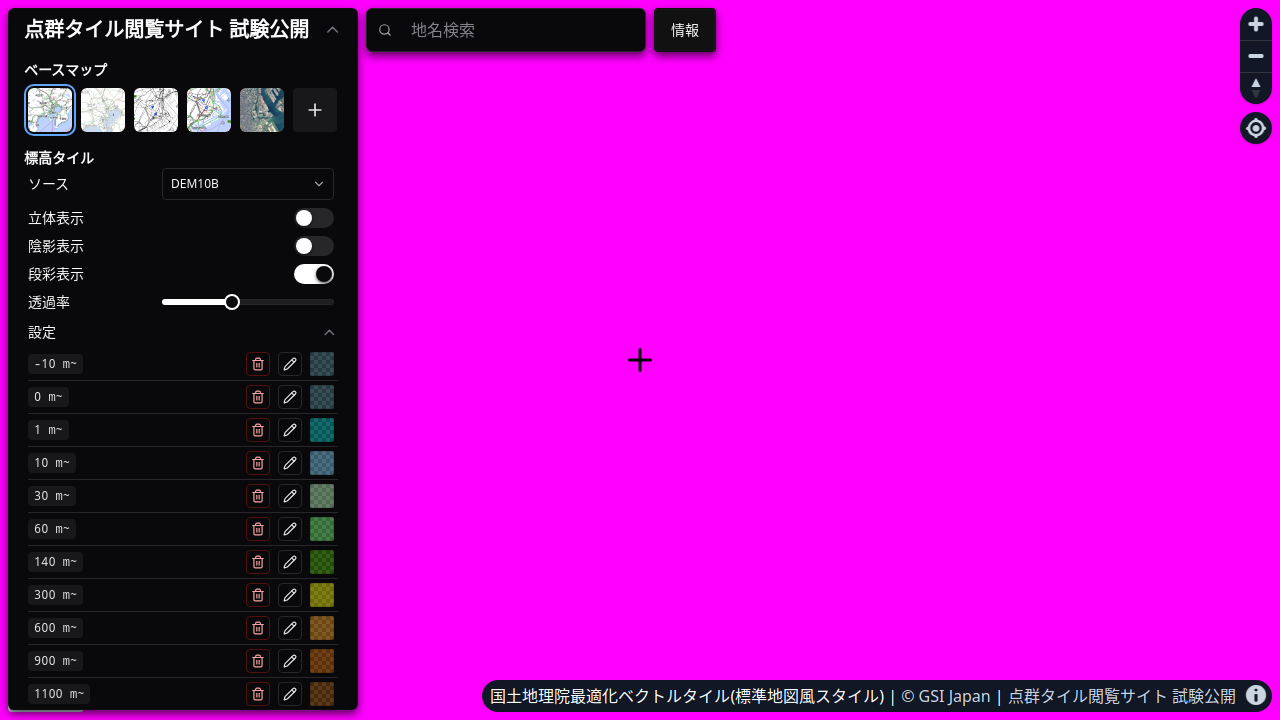 点群タイル閲覧サイト 試験公開
地名検索
情報
ベースマップ
標高タイル
ソース
DEM10B
立体表示
陰影表示
段彩表示
透過率
設定
-10 m~
0 m~
1 m~
10 m~
30 m~
60 m~
140 m~
300 m~
600 m~
900 m~
1100 m~
国土地理院最適化ベクトルタイル(標準地図風スタイル) | © GSI Japan | 点群タイル閲覧サイト 試験公開